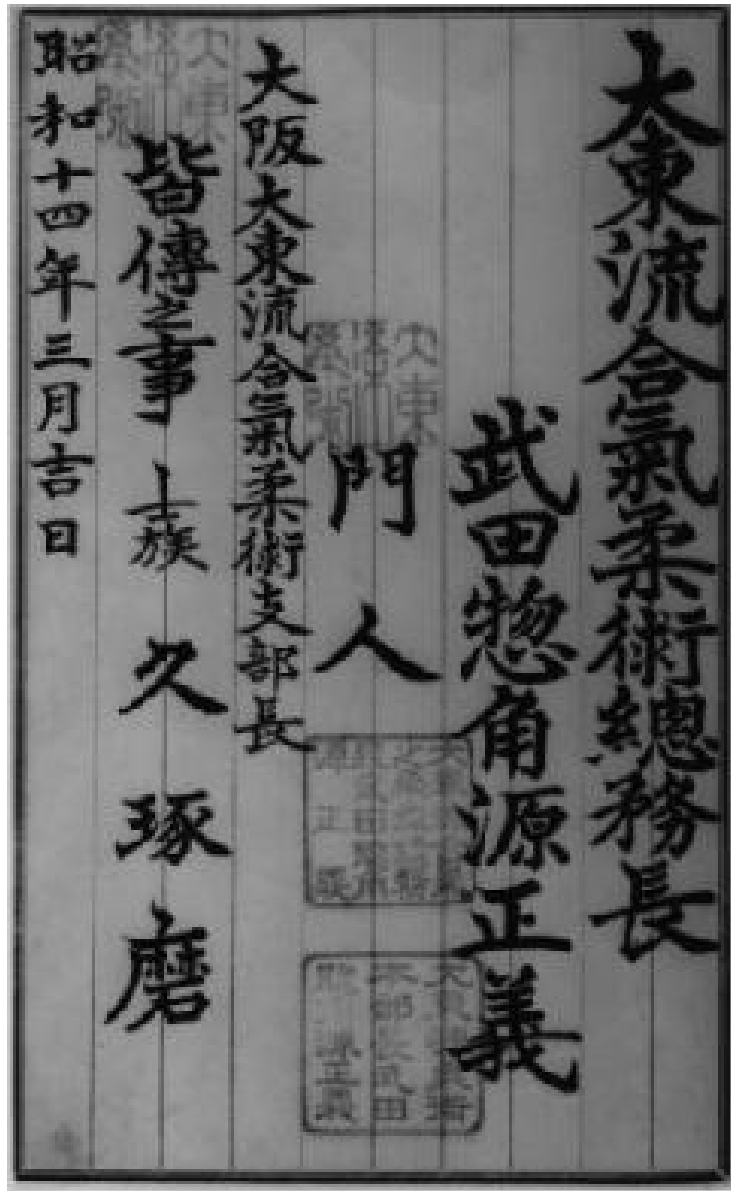 大東流合氣柔術總務長
武田惣角源正義
門人
大阪大東流合氣柔術支部長
皆傳之事 士族 久琢磨
昭和十四年三月吉日
大東